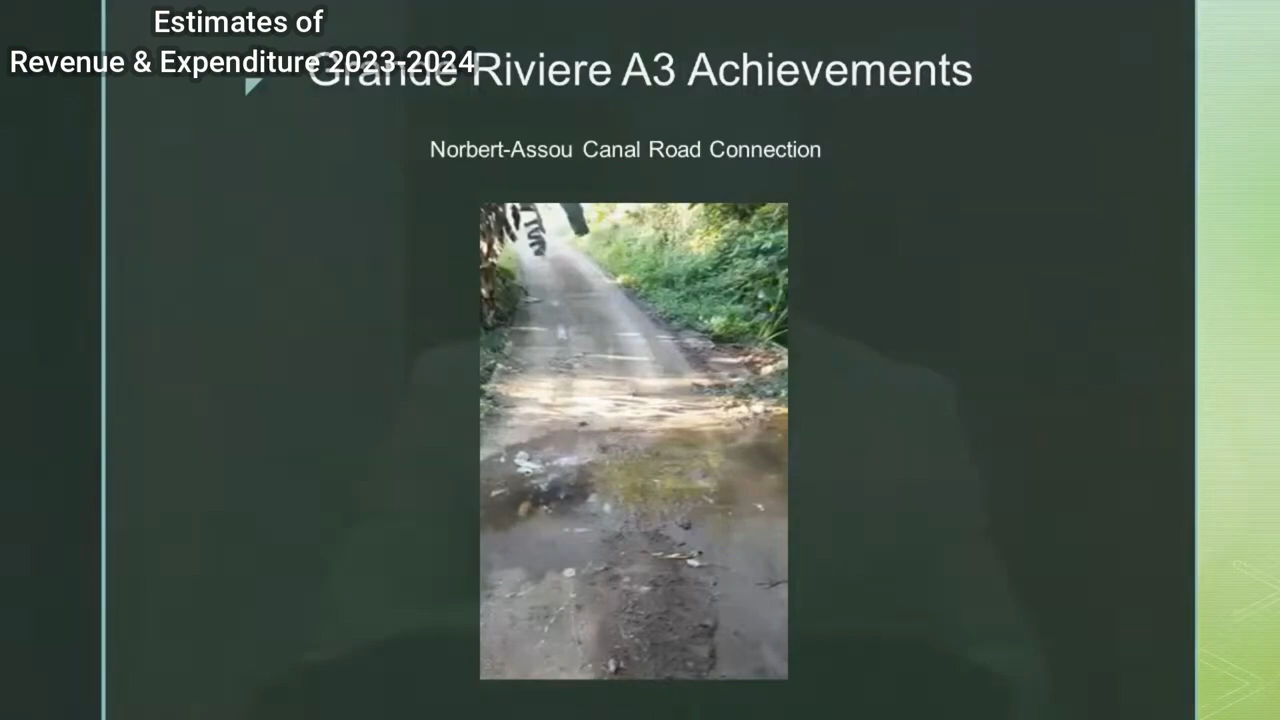 Estimates of
Revenue & Expenditure 2023-2024
Grande Riviere A3 Achievements
Norbert-Assou Canal Road Connection